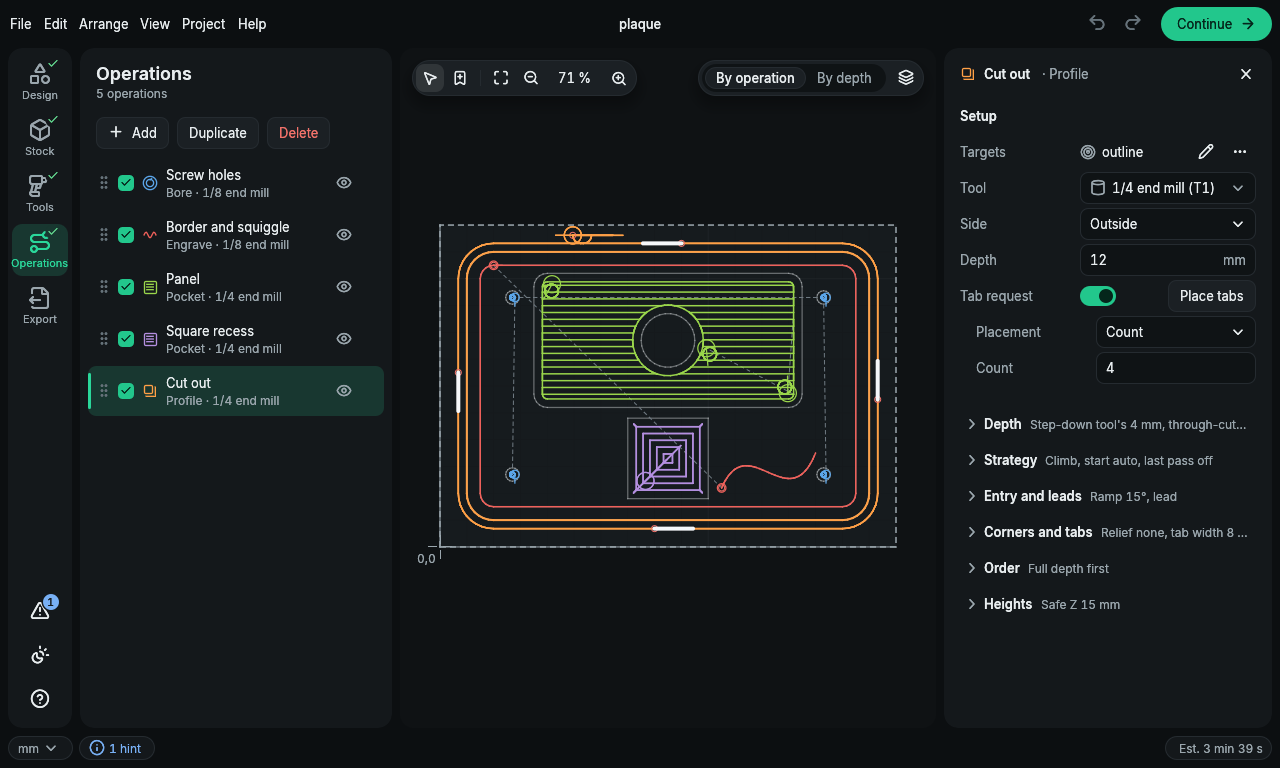 File Edit Arrange View Project Help
plaque
Continue
Design
Stock
Tools
Operations
Export
1
Operations
5 operations
Add
Duplicate
Delete
Screw holes
Bore · 1/8 end mill
Border and squiggle
Engrave · 1/8 end mill
Panel
Pocket · 1/4 end mill
Square recess
Pocket · 1/4 end mill
Cut out
Profile · 1/4 end mill
71 %
By operation
By depth
0,0
Cut out · Profile
Setup
Targets outline
Tool 1/4 end mill (T1)
Side Outside
Depth 12 mm
Tab request Place tabs
Placement Count
Count 4
Depth Step-down tool's 4 mm, through-cut...
Strategy Climb, start auto, last pass off
Entry and leads Ramp 15°, lead
Corners and tabs Relief none, tab width 8 ...
Order Full depth first
Heights Safe Z 15 mm
mm
1 hint
Est. 3 min 39 s